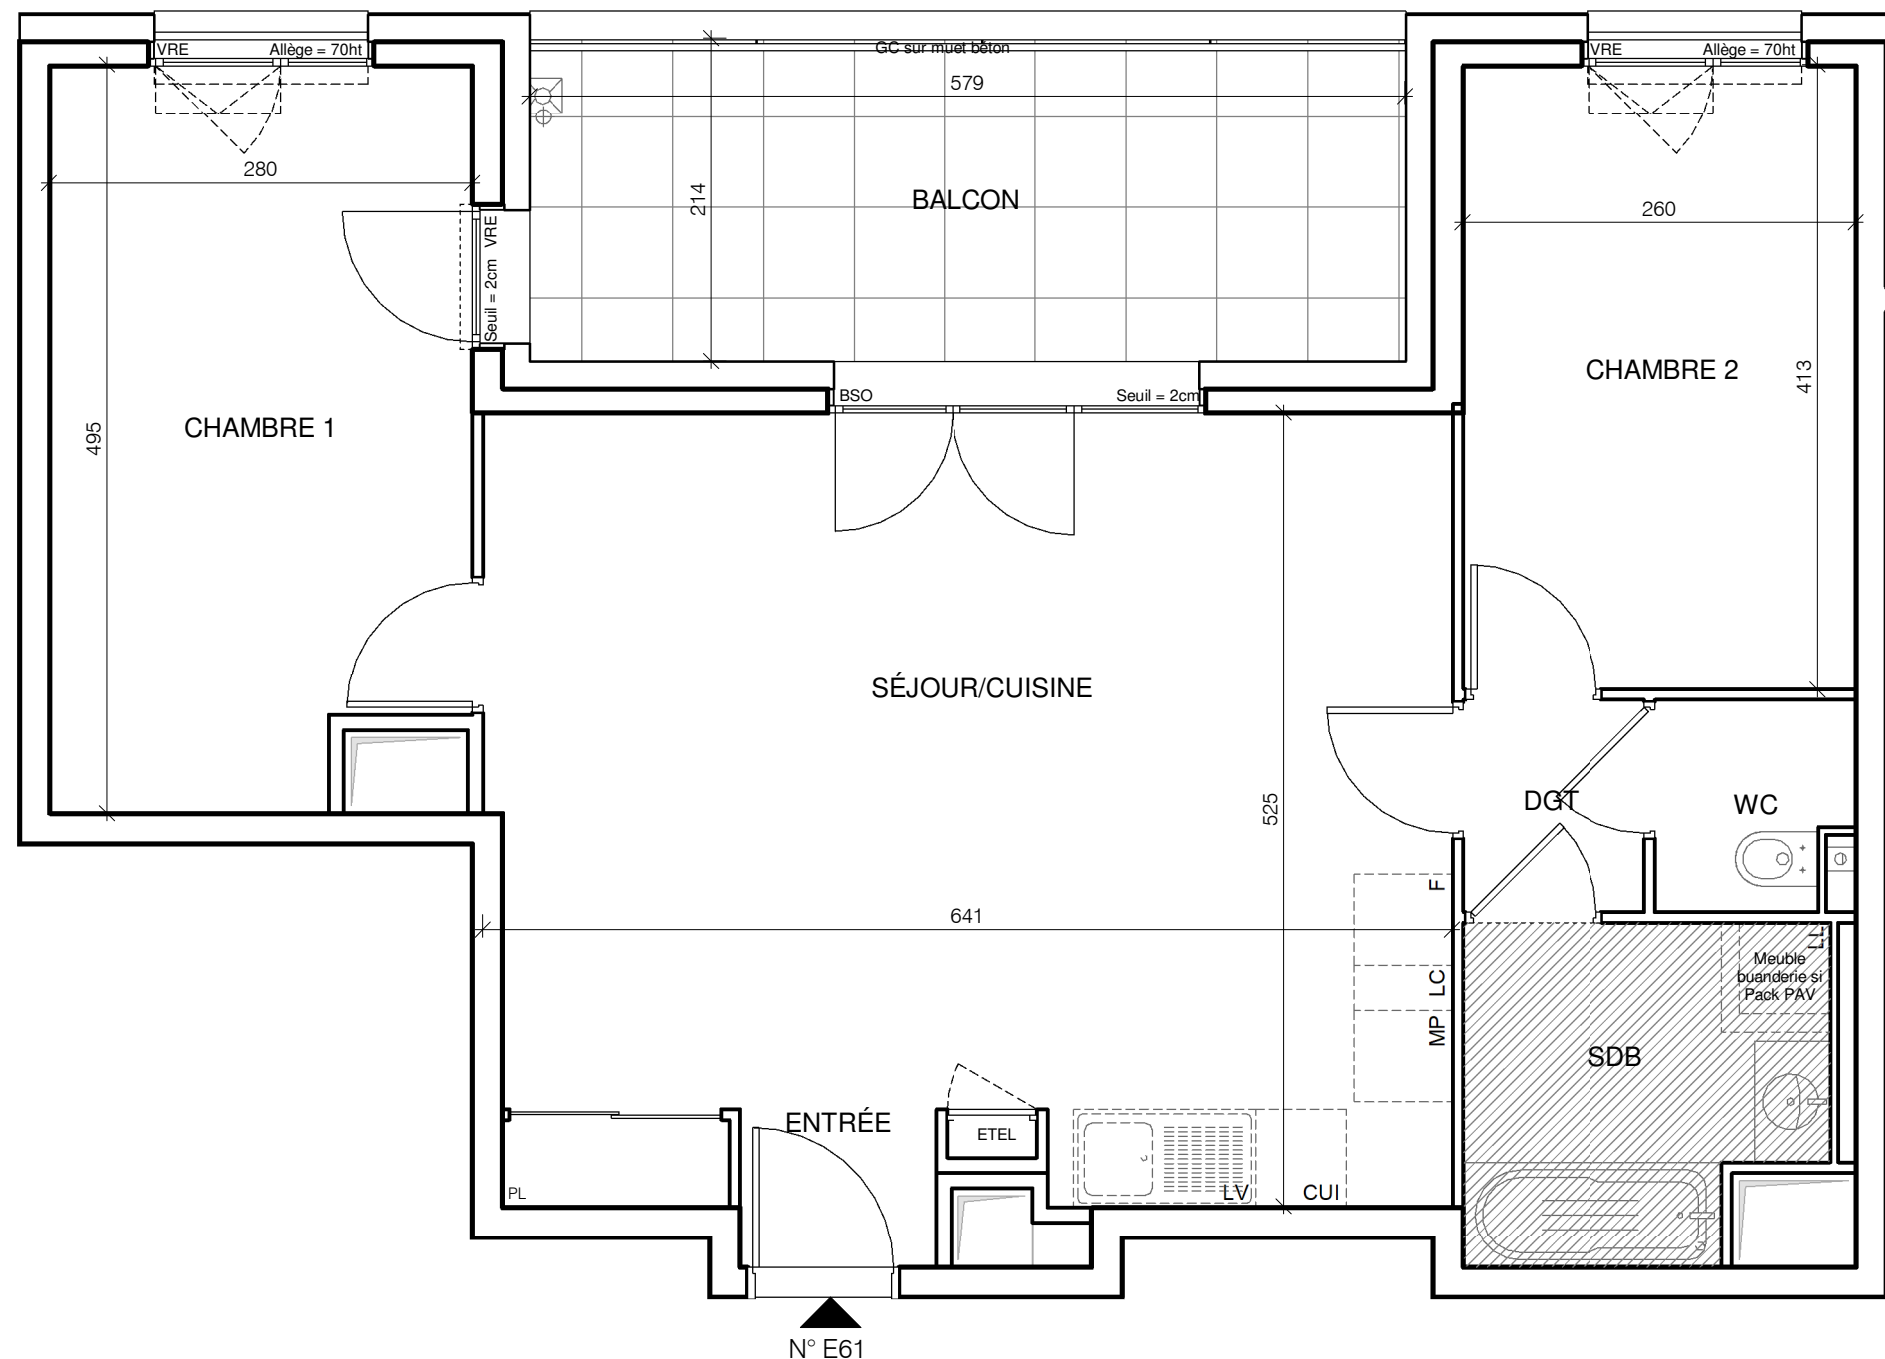 VRE
Allège = 70ht
GC sur muet béton
VRE
Allège = 70ht
579
280
214
BALCON
260
Seuil = 2cm VRE
CHAMBRE 2
413
BSO
Seuil = 2cm
495
CHAMBRE 1
SÉJOUR/CUISINE
525
DGT
WC
F
641
LL
Meuble
buanderie si
Pack PAV
LC
MP
SDB
ENTRÉE
ETEL
PL
LV
CUI
N° E61